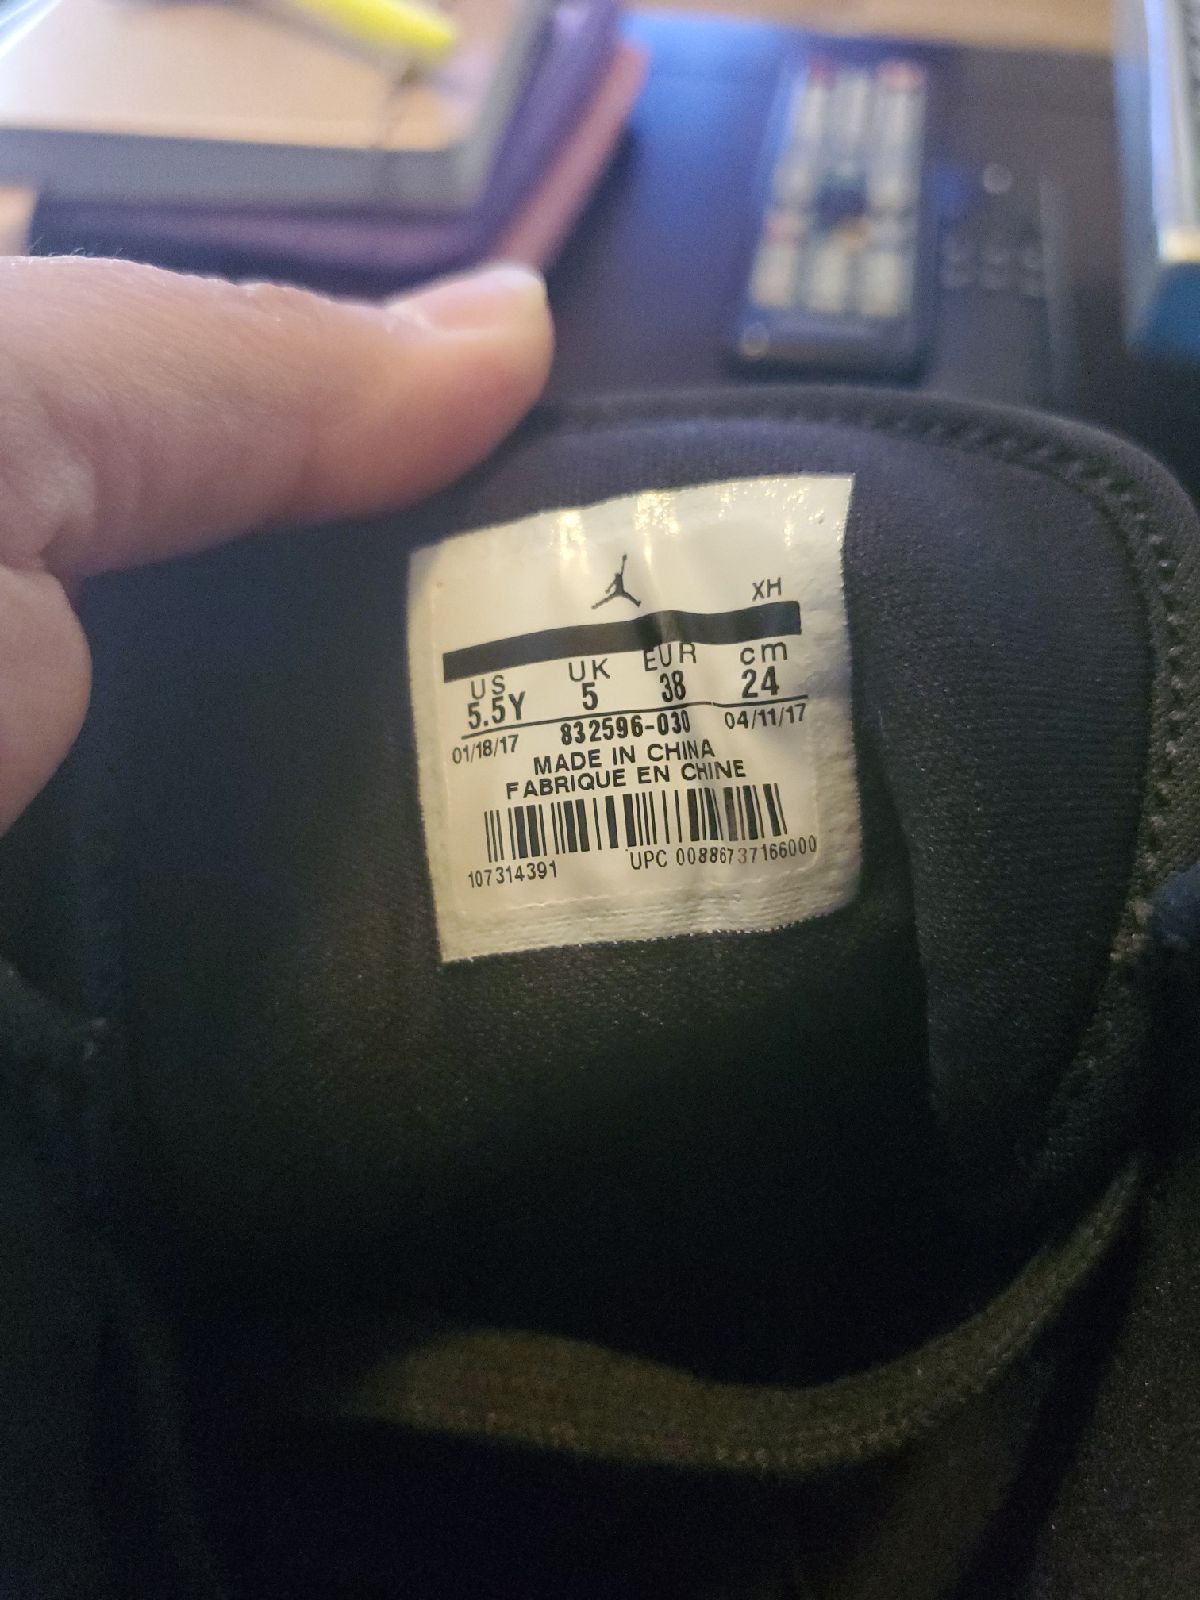 XH
US UK EUR cm
5.5Y 5 38 24
01/18/17 832596-030 04/11/17
MADE IN CHINA
FABRIQUE EN CHINE
107314391 UPC 00886737166000